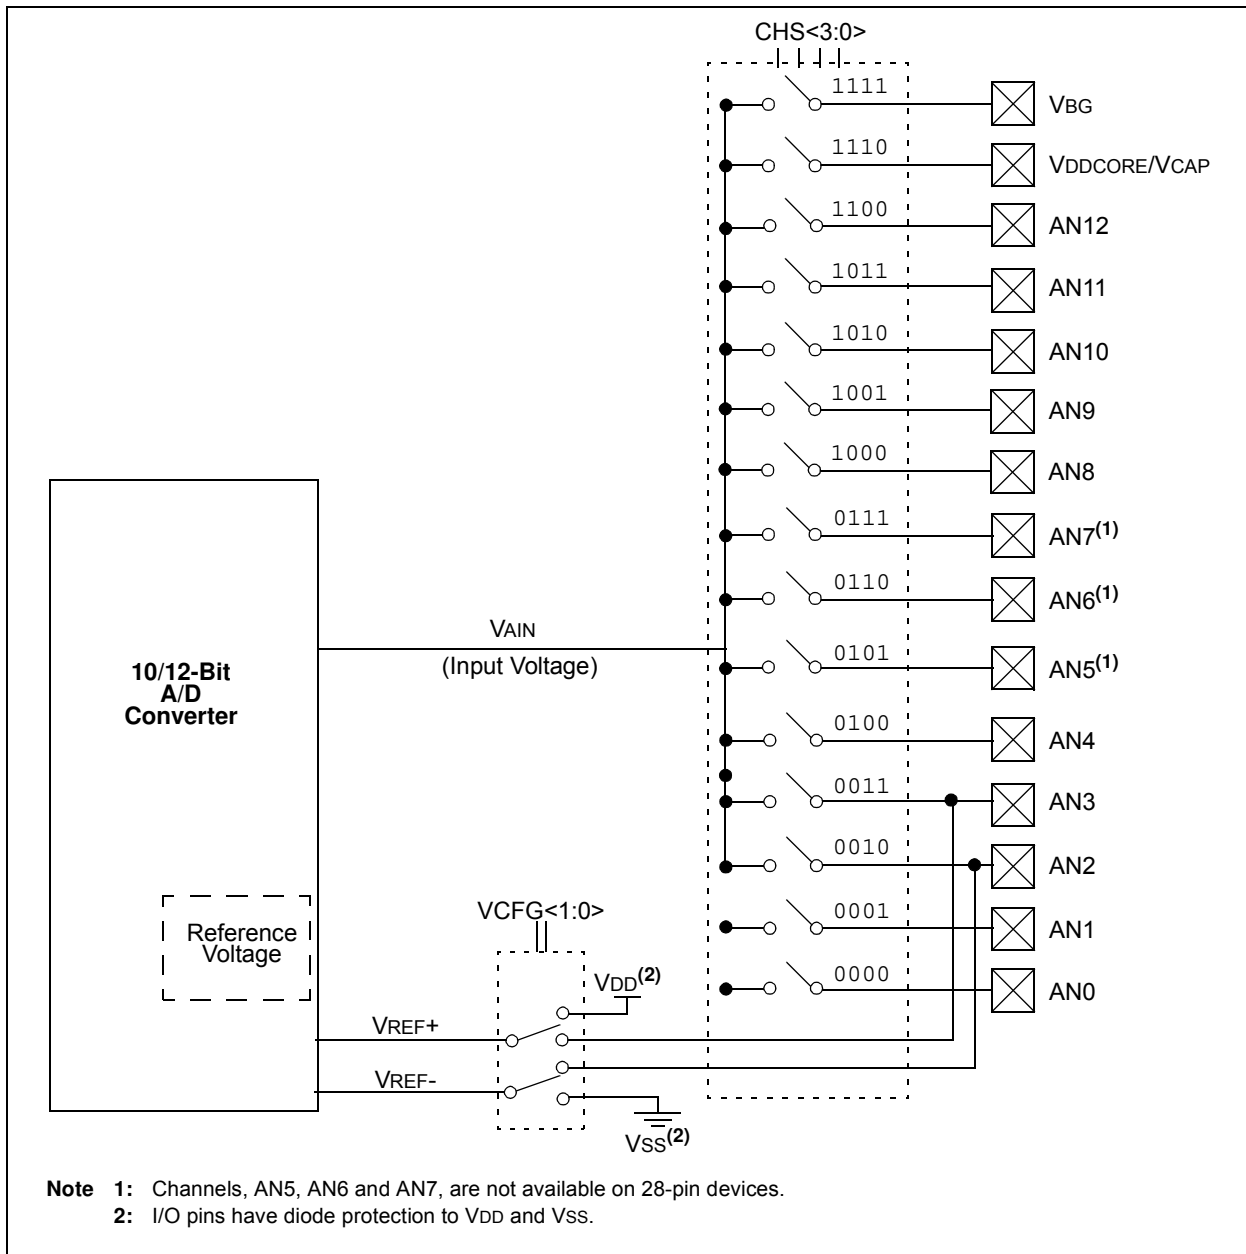 CHS<3:0>
1111 VBG
1110 VDDCORE/VCAP
1100 AN12
1011 AN11
1010 AN10
1001 AN9
1000 AN8
0111 AN7(1)
0110 AN6(1)
0101 AN5(1)
0100 AN4
0011 AN3
0010 AN2
0001 AN1
0000 AN0
VAIN
(Input Voltage)
10/12-Bit
A/D
Converter
Reference
Voltage
VCFG<1:0>
VDD(2)
VREF+
VREF-
VSS(2)
Note 1: Channels, AN5, AN6 and AN7, are not available on 28-pin devices.
2: I/O pins have diode protection to VDD and VSS.